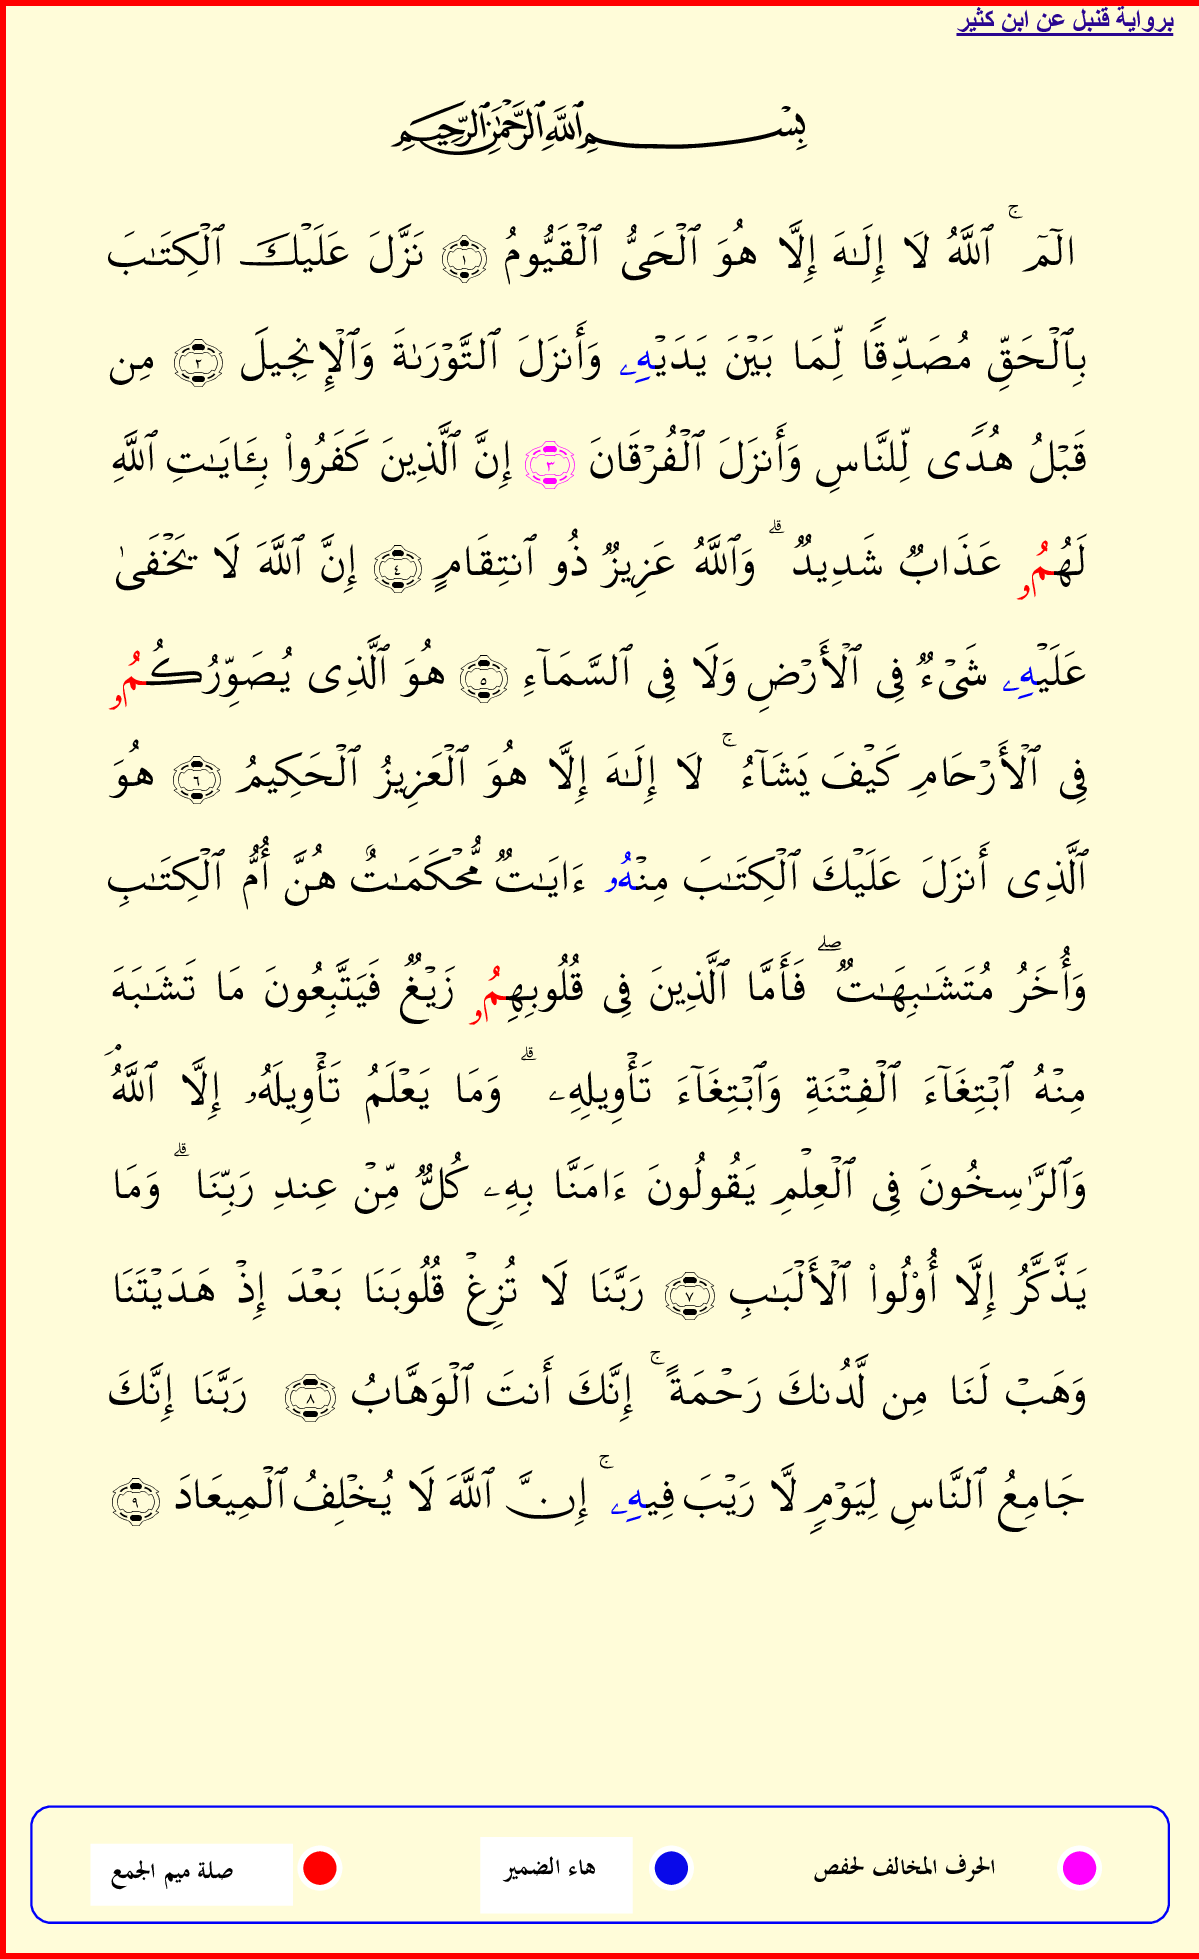 برواية قنبل عن ابن كثير
بِسْمِ ٱللَّهِ ٱلرَّحْمَٰنِ ٱلرَّحِيمِ
الٓمٓ ۚ ٱللَّهُ لَا إِلَٰهَ إِلَّا هُوَ ٱلْحَىُّ ٱلْقَيُّومُ ١ نَزَّلَ عَلَيْكَ ٱلْكِتَٰبَ
بِٱلْحَقِّ مُصَدِّقًا لِّمَا بَيْنَ يَدَيْهِۦ وَأَنزَلَ ٱلتَّوْرَىٰةَ وَٱلْإِنجِيلَ ٢ مِن
قَبْلُ هُدًى لِّلنَّاسِ وَأَنزَلَ ٱلْفُرْقَانَ ٣ إِنَّ ٱلَّذِينَ كَفَرُوا۟ بِـَٔايَٰتِ ٱللَّهِ
لَهُمُۥ عَذَابٌ شَدِيدٌ ۗ وَٱللَّهُ عَزِيزٌ ذُو ٱنتِقَامٍ ٤ إِنَّ ٱللَّهَ لَا يَخْفَىٰ
عَلَيْهِۦ شَىْءٌ فِى ٱلْأَرْضِ وَلَا فِى ٱلسَّمَآءِ ٥ هُوَ ٱلَّذِى يُصَوِّرُكُمُۥ
فِى ٱلْأَرْحَامِ كَيْفَ يَشَآءُ ۚ لَا إِلَٰهَ إِلَّا هُوَ ٱلْعَزِيزُ ٱلْحَكِيمُ ٦ هُوَ
ٱلَّذِى أَنزَلَ عَلَيْكَ ٱلْكِتَٰبَ مِنْهُۥ ءَايَٰتٌ مُّحْكَمَٰتٌ هُنَّ أُمُّ ٱلْكِتَٰبِ
وَأُخَرُ مُتَشَٰبِهَٰتٌ ۖ فَأَمَّا ٱلَّذِينَ فِى قُلُوبِهِمُۥ زَيْغٌ فَيَتَّبِعُونَ مَا تَشَٰبَهَ
مِنْهُ ٱبْتِغَآءَ ٱلْفِتْنَةِ وَٱبْتِغَآءَ تَأْوِيلِهِۦ ۗ وَمَا يَعْلَمُ تَأْوِيلَهُۥ إِلَّا ٱللَّهُ ۘ
وَٱلرَّٰسِخُونَ فِى ٱلْعِلْمِ يَقُولُونَ ءَامَنَّا بِهِۦ كُلٌّ مِّنْ عِندِ رَبِّنَا ۗ وَمَا
يَذَّكَّرُ إِلَّا أُو۟لُوا۟ ٱلْأَلْبَٰبِ ٧ رَبَّنَا لَا تُزِغْ قُلُوبَنَا بَعْدَ إِذْ هَدَيْتَنَا
وَهَبْ لَنَا مِن لَّدُنكَ رَحْمَةً ۚ إِنَّكَ أَنتَ ٱلْوَهَّابُ ٨ رَبَّنَا إِنَّكَ
جَامِعُ ٱلنَّاسِ لِيَوْمٍ لَّا رَيْبَ فِيهِۦ ۚ إِنَّ ٱللَّهَ لَا يُخْلِفُ ٱلْمِيعَادَ ٩
الحرف المخالف لحفص هاء الضمير صلة ميم الجمع